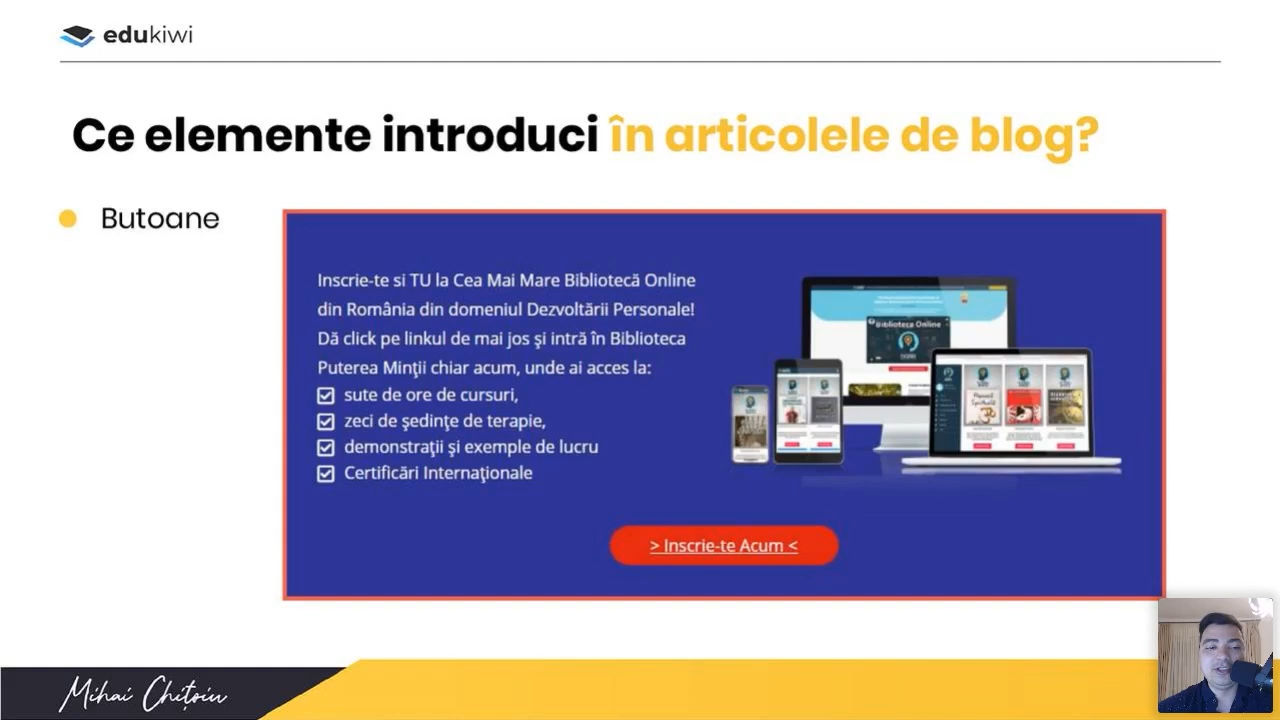 edukiwi
Ce elemente introduci în articolele de blog?
Butoane
Inscrie-te si TU la Cea Mai Mare Bibliotecă Online
din România din domeniul Dezvoltării Personale!
Dă click pe linkul de mai jos şi intră în Biblioteca
Puterea Minţii chiar acum, unde ai acces la:
sute de ore de cursuri,
zeci de şedinţe de terapie,
demonstraţii şi exemple de lucru
Certificări Internaţionale
Biblioteca Online
> Inscrie-te Acum <
Mihai Chițoiu